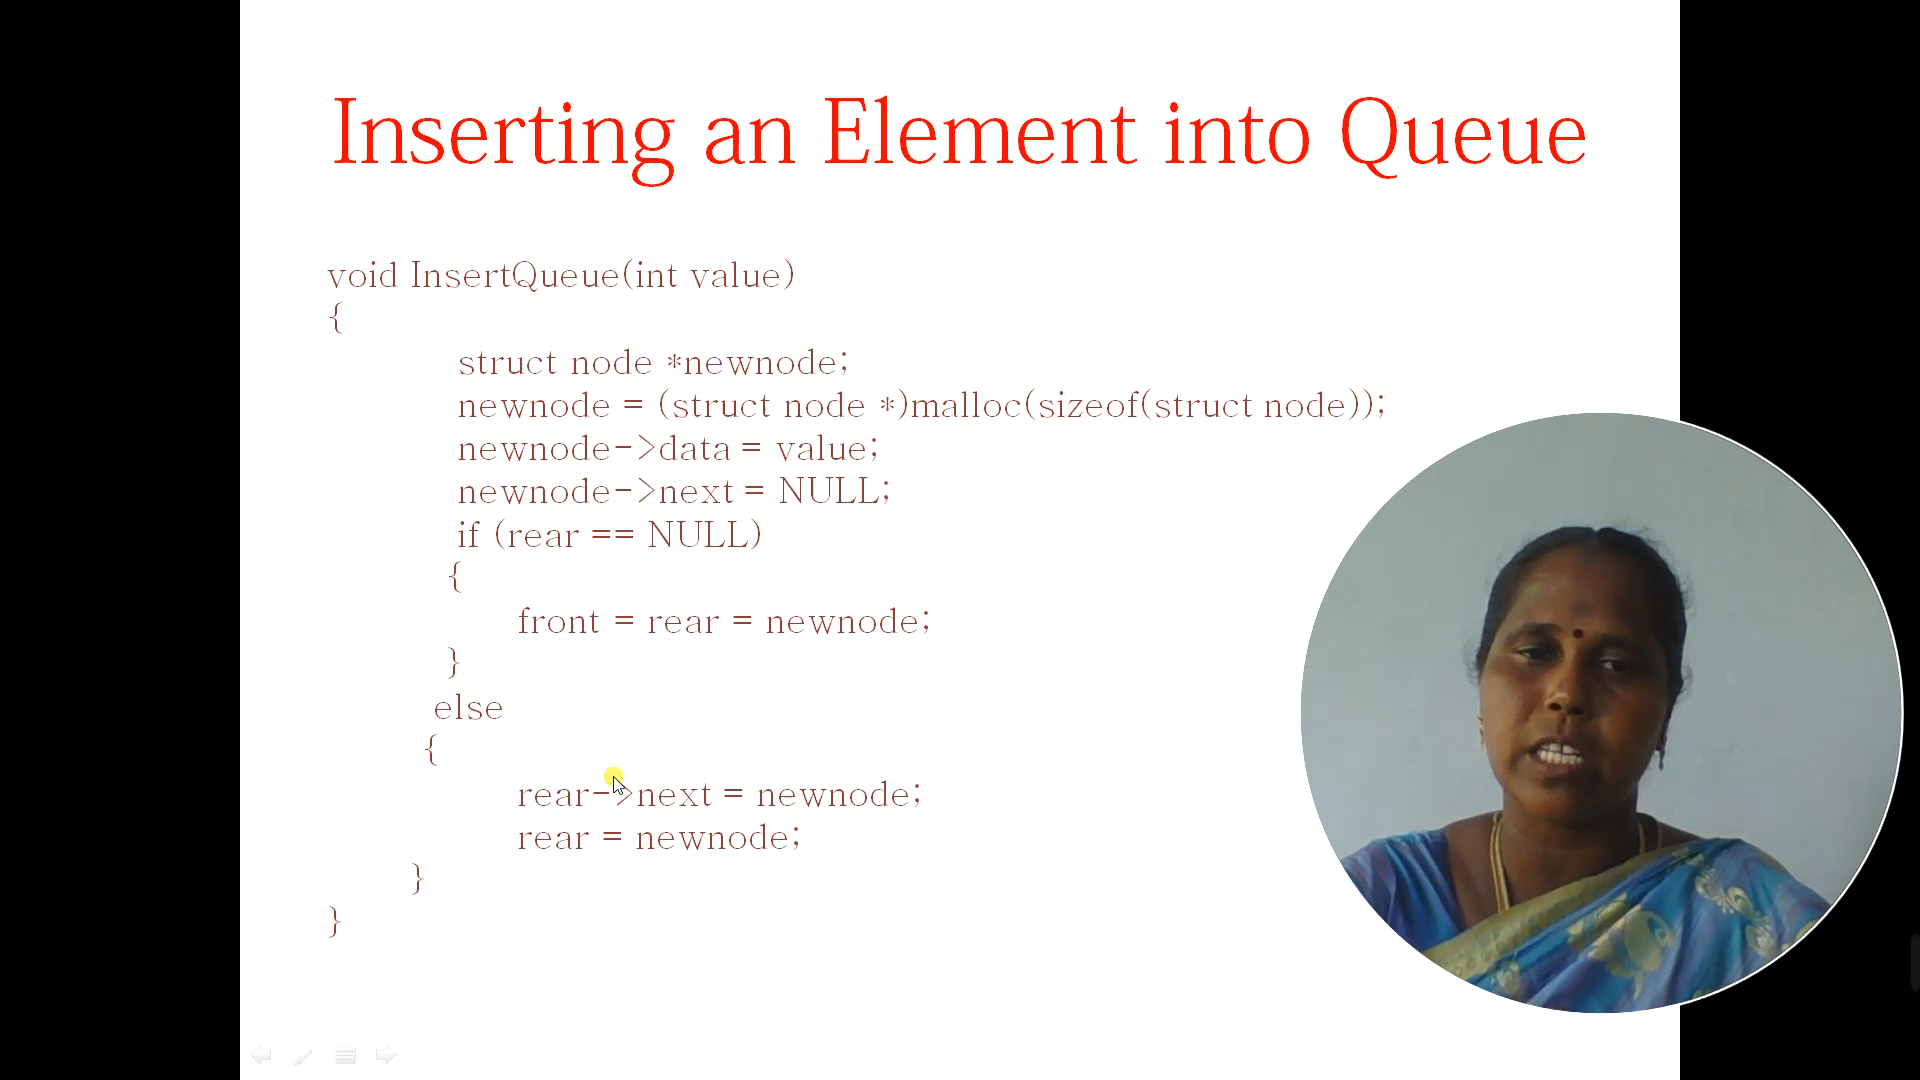 Inserting an Element into Queue
void InsertQueue(int value)
{
struct node *newnode;
newnode = (struct node *)malloc(sizeof(struct node));
newnode->data = value;
newnode->next = NULL;
if (rear == NULL)
{
front = rear = newnode;
}
else
{
rear->next = newnode;
rear = newnode;
}
}